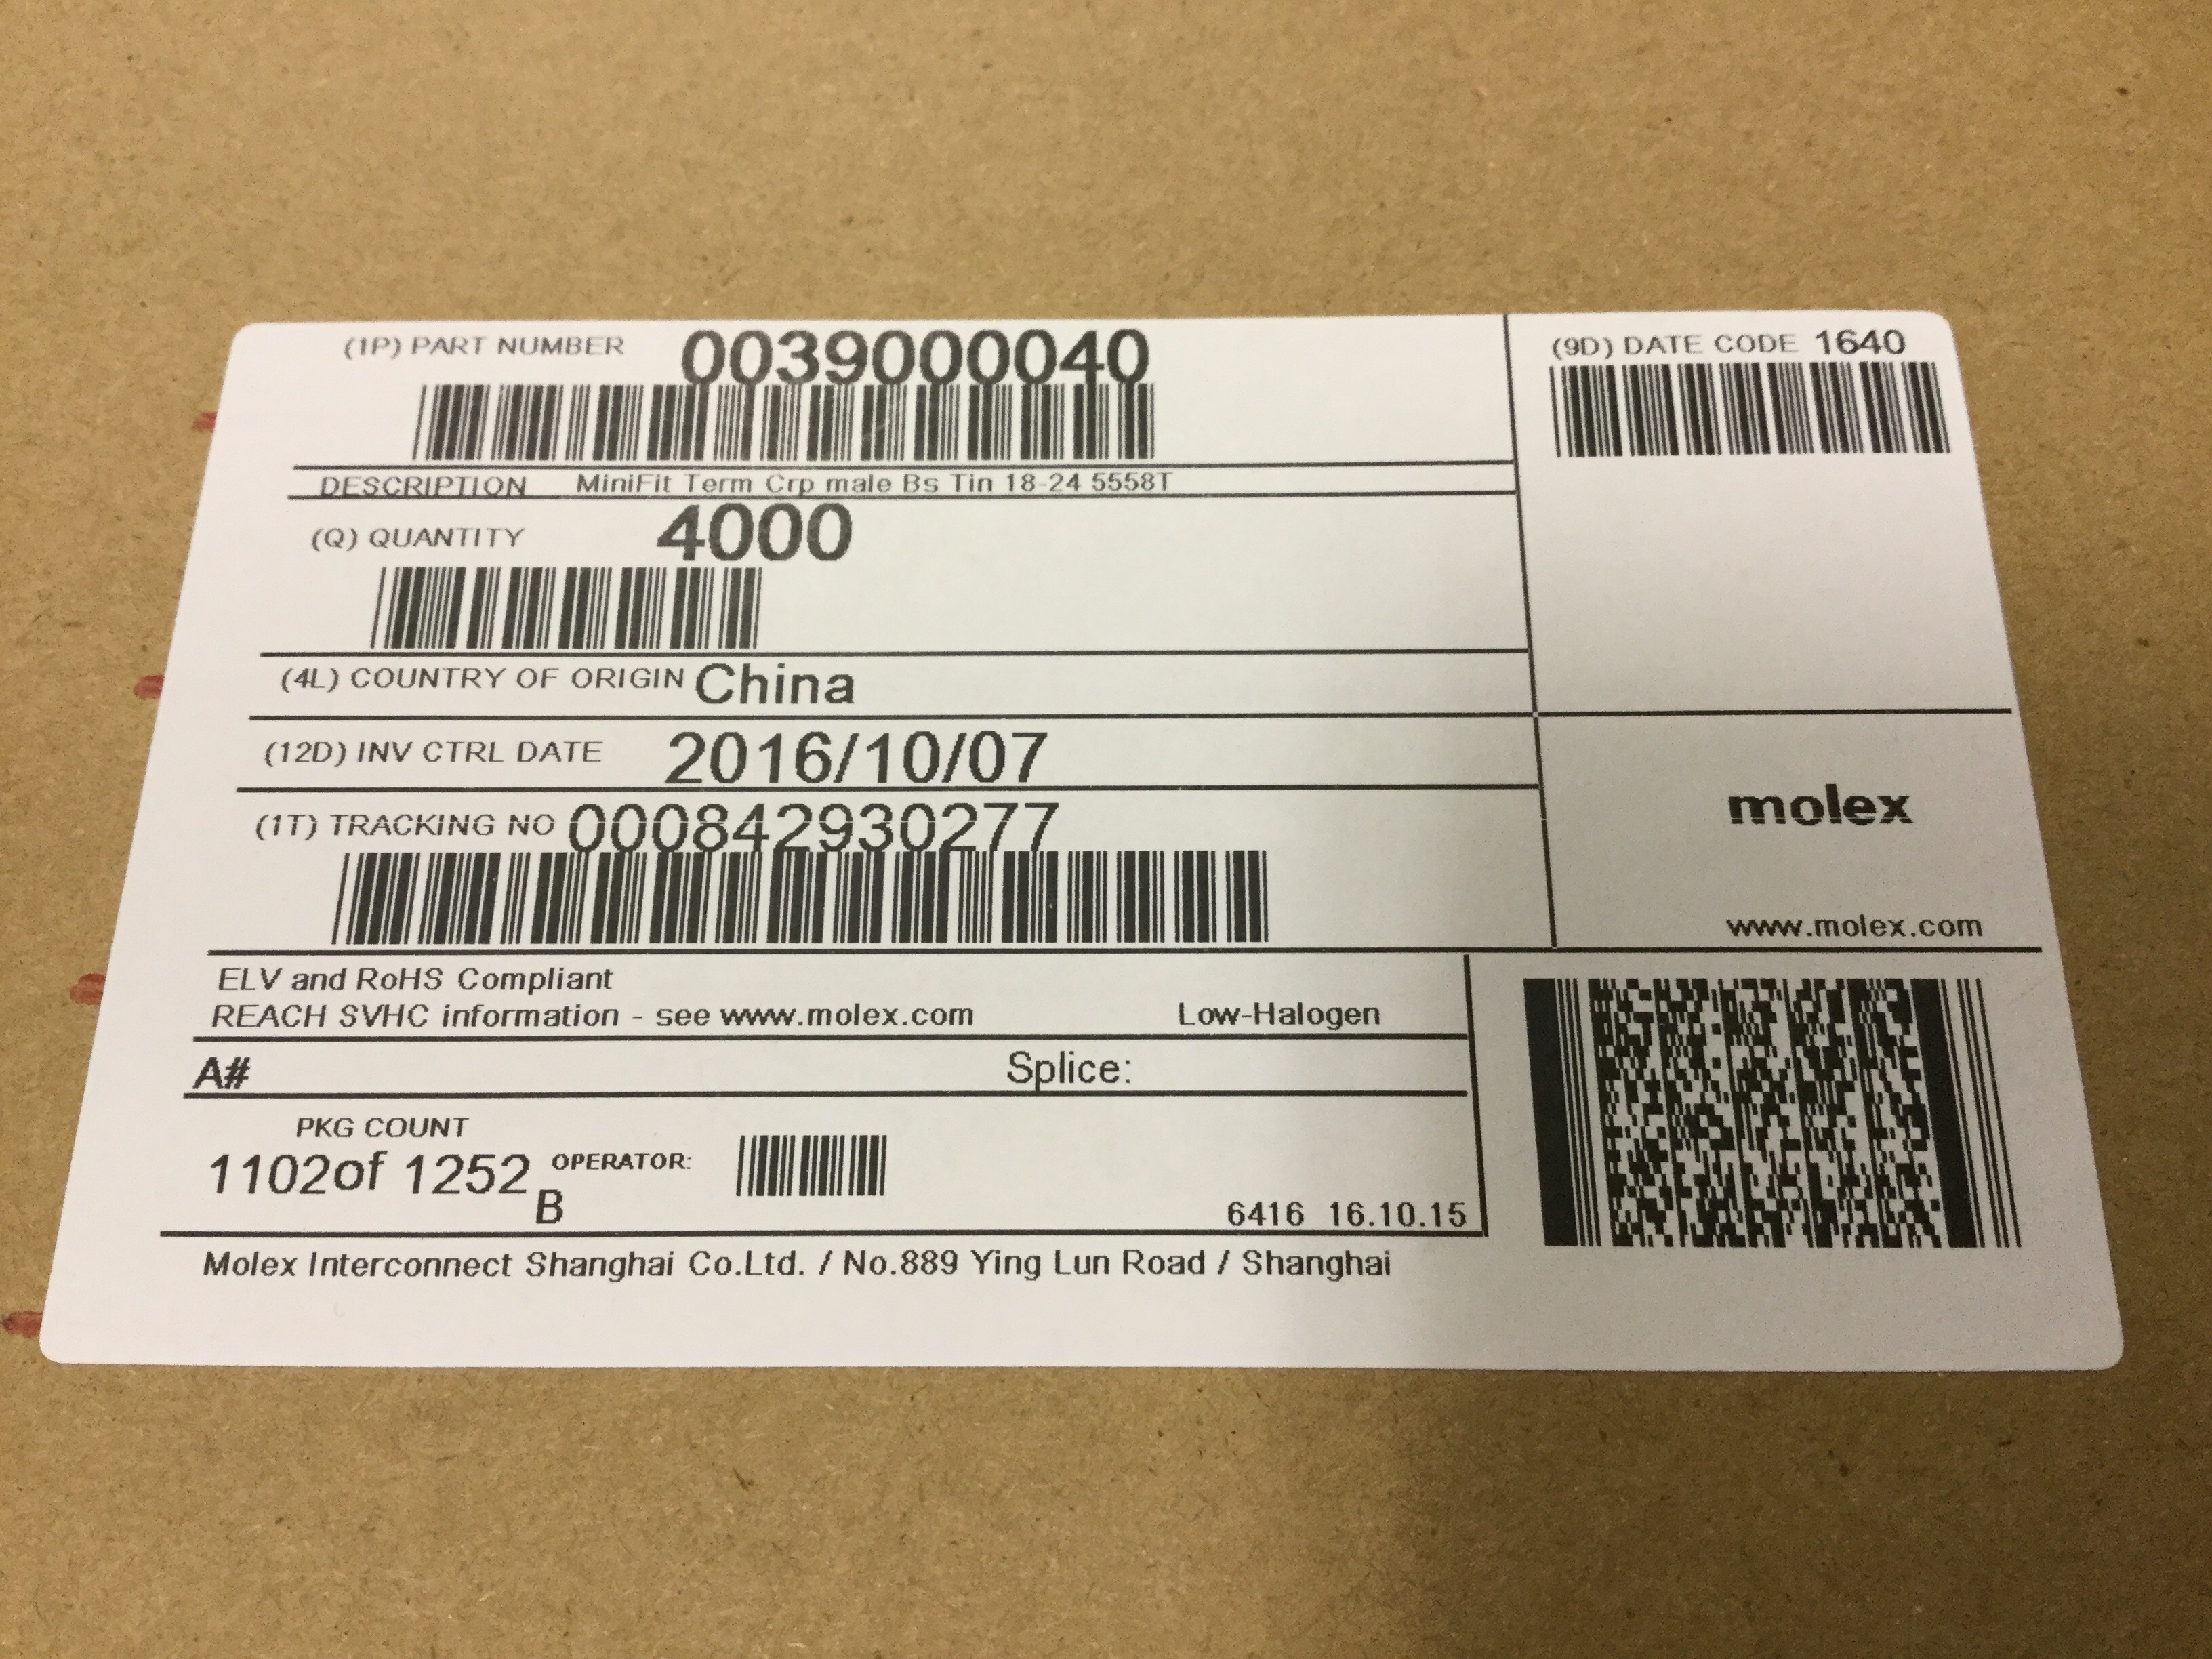 (1P) PART NUMBER 0039000040
(9D) DATE CODE 1640
DESCRIPTION MiniFit Term Crp male Bs Tin 18-24 5558T
(Q) QUANTITY 4000
(4L) COUNTRY OF ORIGIN China
(12D) INV CTRL DATE 2016/10/07
(1T) TRACKING NO 000842930277
molex
www.molex.com
ELV and RoHS Compliant
REACH SVHC information - see www.molex.com Low-Halogen
A# Splice:
PKG COUNT
1102of 1252 OPERATOR:
B
6416 16.10.15
Molex Interconnect Shanghai Co.Ltd. / No.889 Ying Lun Road / Shanghai